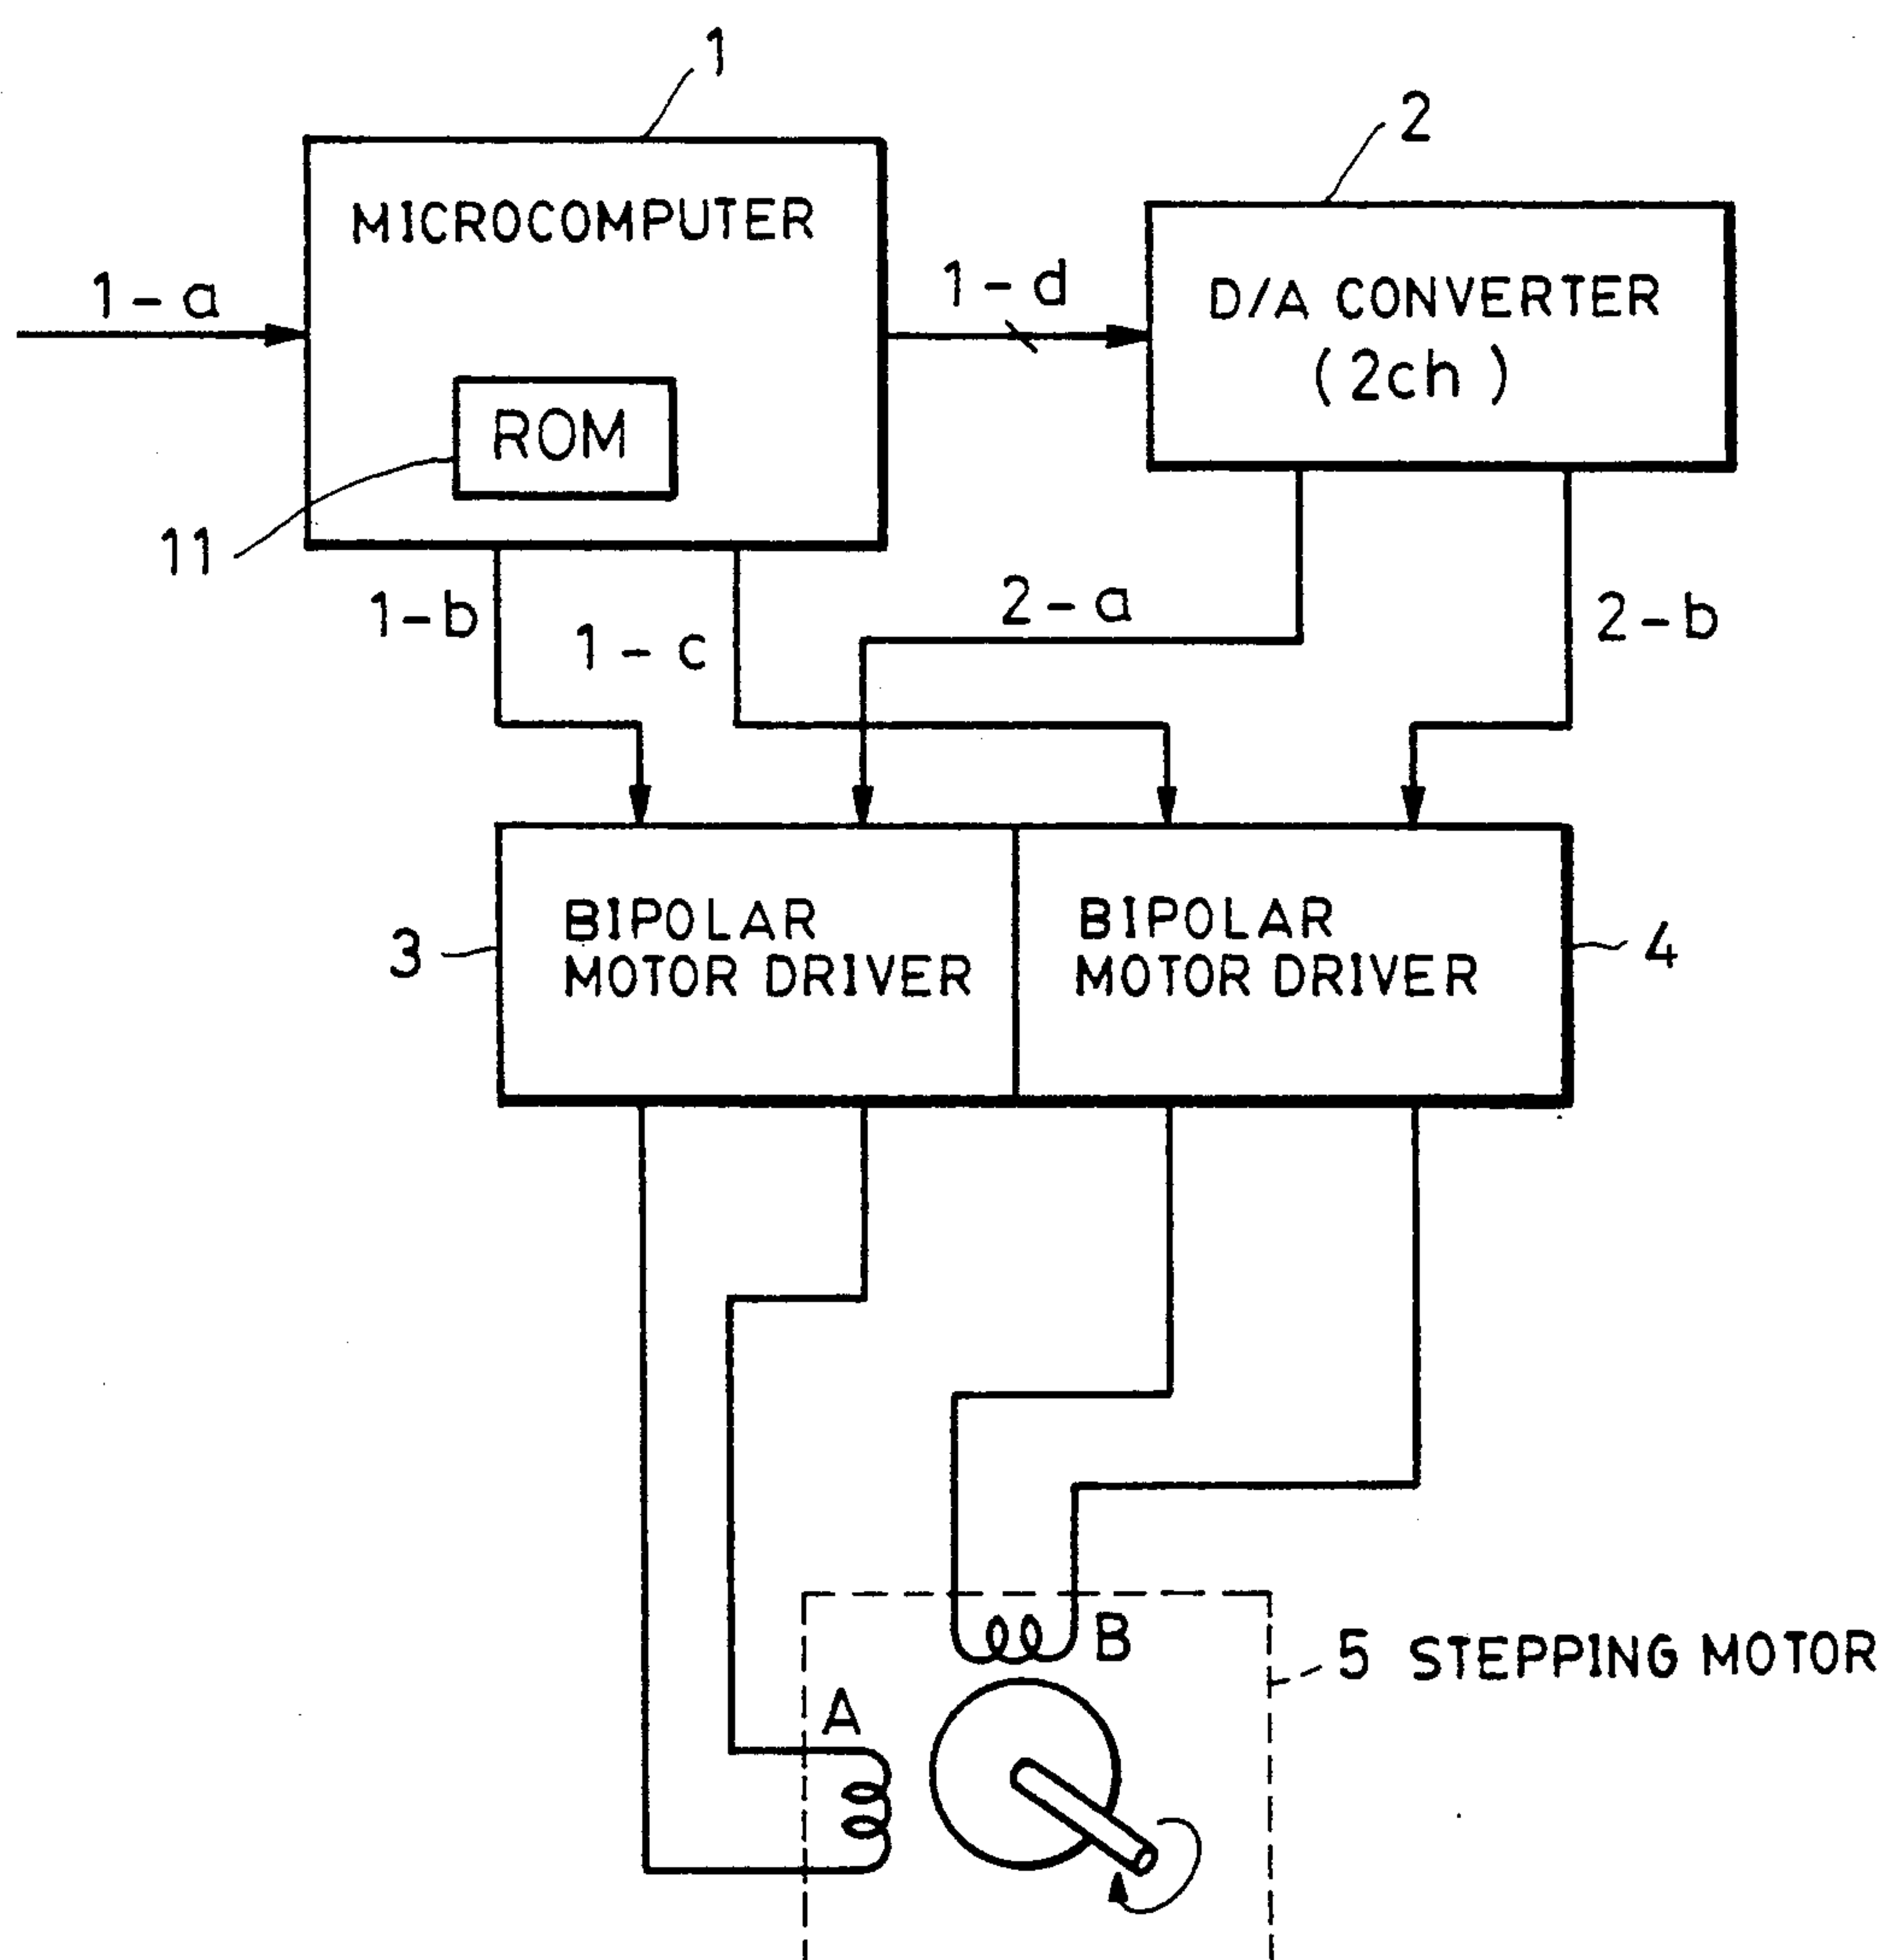 1
2
MICROCOMPUTER
1-a
1-d
D/A CONVERTER
(2ch)
ROM
11
1-b
1-c
2-a
2-b
3
BIPOLAR
MOTOR DRIVER
BIPOLAR
MOTOR DRIVER
4
B
5 STEPPING MOTOR
A